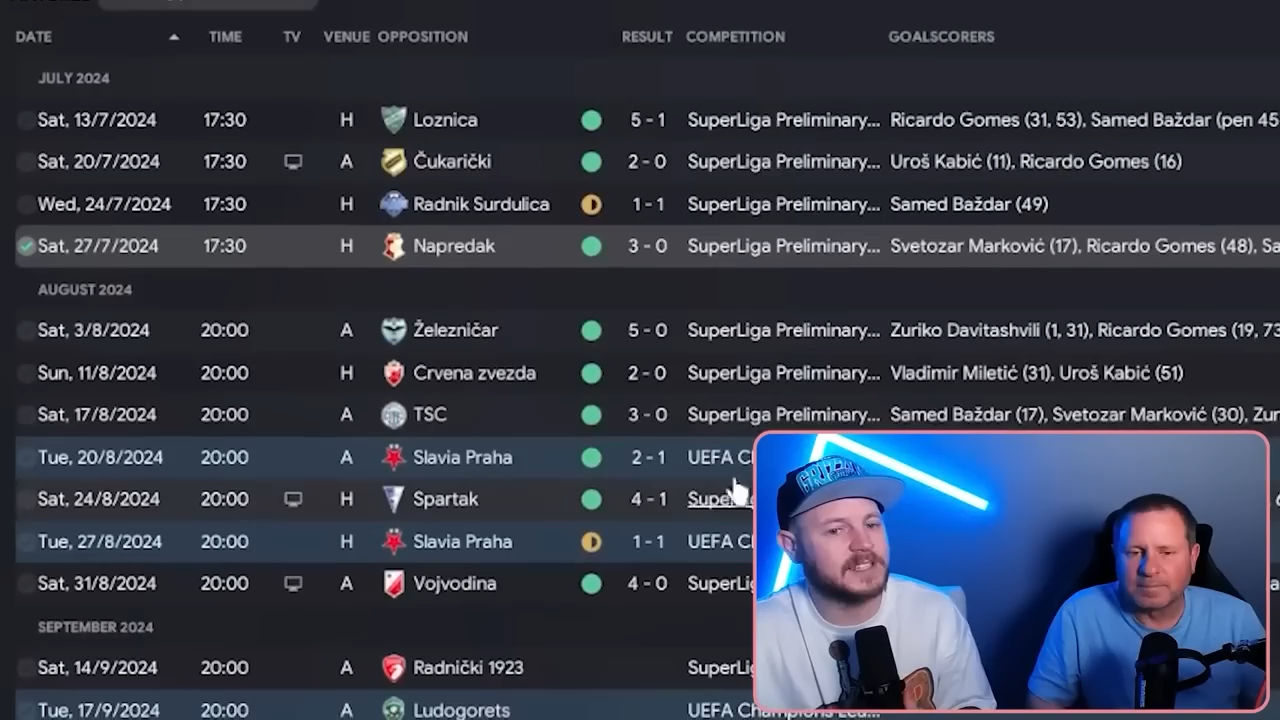 DATE TIME TV VENUE OPPOSITION RESULT COMPETITION GOALSCORERS
JULY 2024
Sat, 13/7/2024 17:30 H Loznica 5 - 1 SuperLiga Preliminary... Ricardo Gomes (31, 53), Samed Baždar (pen 45
Sat, 20/7/2024 17:30 A Čukarički 2 - 0 SuperLiga Preliminary... Uroš Kabić (11), Ricardo Gomes (16)
Wed, 24/7/2024 17:30 H Radnik Surdulica 1 - 1 SuperLiga Preliminary... Samed Baždar (49)
Sat, 27/7/2024 17:30 H Napredak 3 - 0 SuperLiga Preliminary... Svetozar Marković (17), Ricardo Gomes (48), Sa
AUGUST 2024
Sat, 3/8/2024 20:00 A Železničar 5 - 0 SuperLiga Preliminary... Zuriko Davitashvili (1, 31), Ricardo Gomes (19, 73
Sun, 11/8/2024 20:00 H Crvena zvezda 2 - 0 SuperLiga Preliminary... Vladimir Miletić (31), Uroš Kabić (51)
Sat, 17/8/2024 20:00 A TSC 3 - 0 SuperLiga Preliminary... Samed Baždar (17), Svetozar Marković (30), Zur
Tue, 20/8/2024 20:00 A Slavia Praha 2 - 1 UEFA C
Sat, 24/8/2024 20:00 H Spartak 4 - 1
Tue, 27/8/2024 20:00 H Slavia Praha 1 - 1 UEFA C
Sat, 31/8/2024 20:00 A Vojvodina 4 - 0 SuperLig
SEPTEMBER 2024
Sat, 14/9/2024 20:00 A Radnički 1923 SuperLig
Tue, 17/9/2024 20:00 A Ludogorets UEFA Champions Lea...
GRIZZ